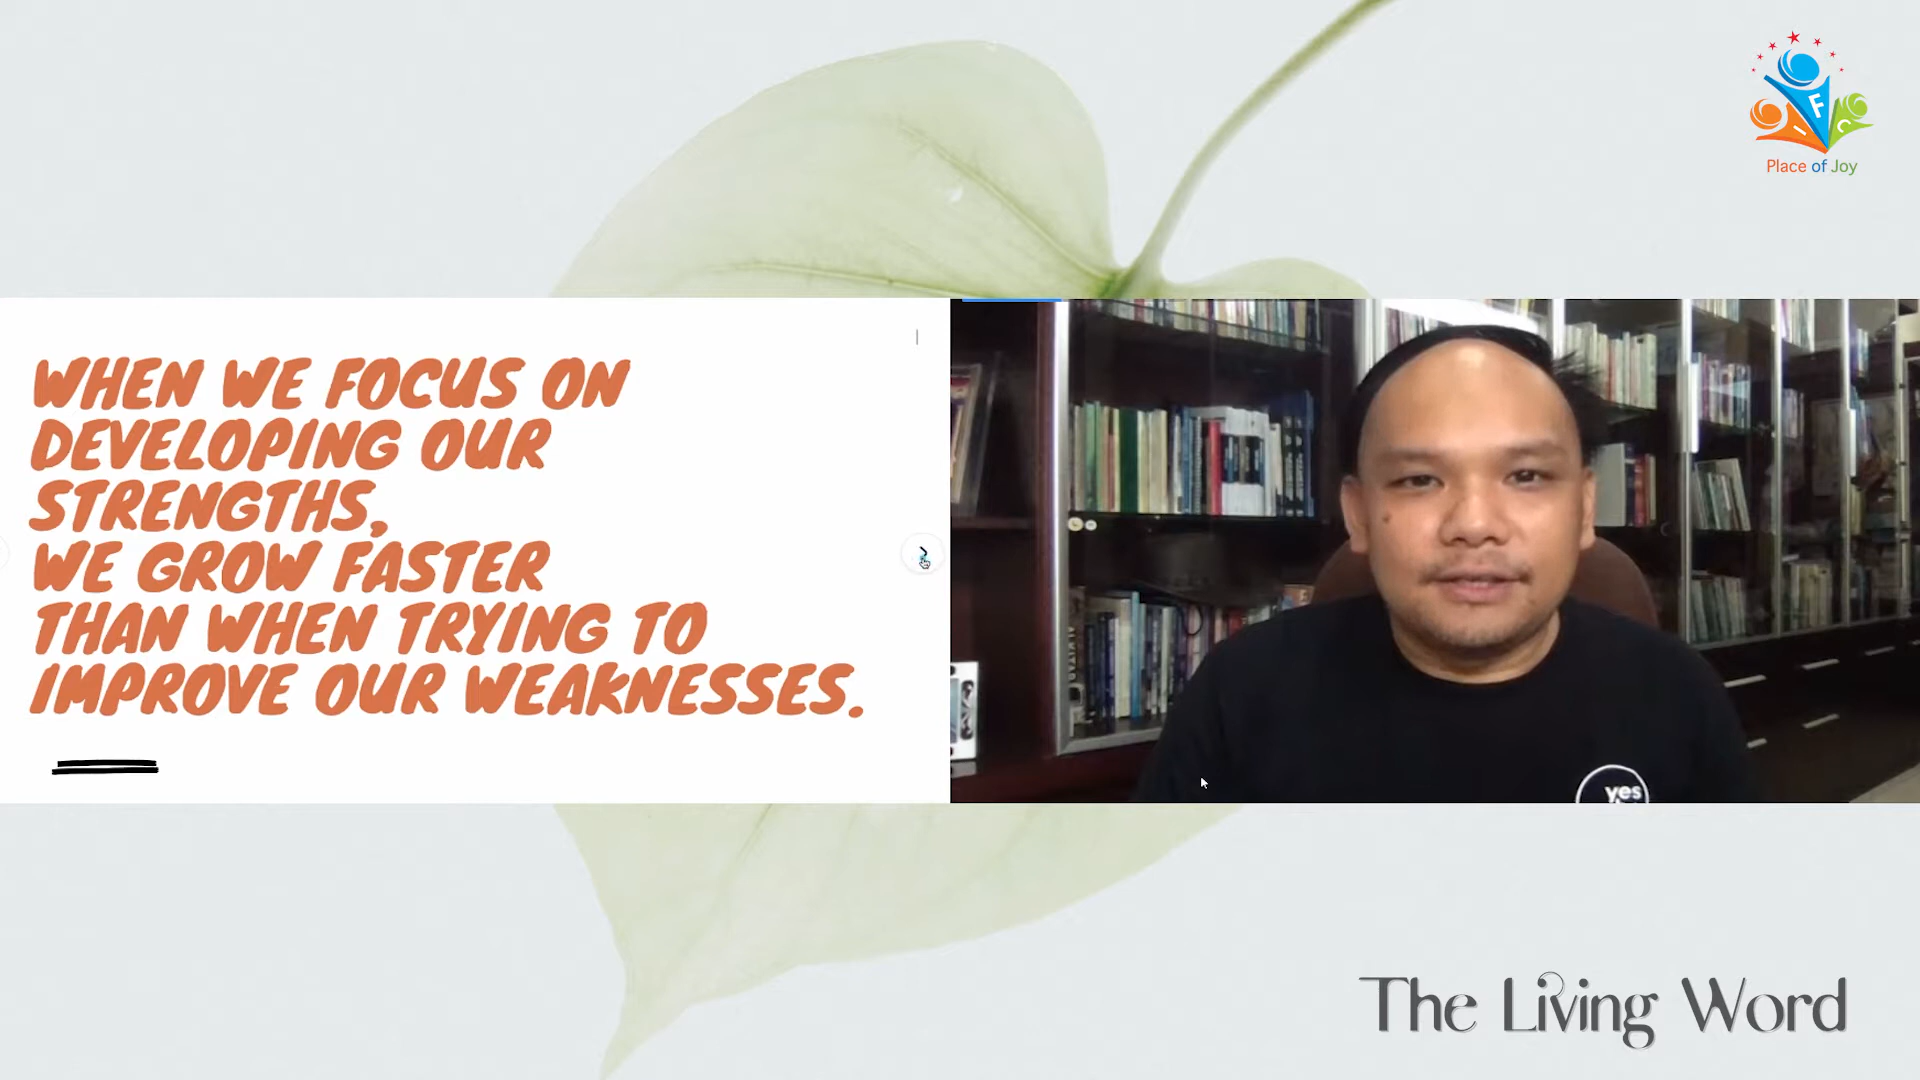 I F C
Place of Joy
WHEN WE FOCUS ON
DEVELOPING OUR
STRENGTHS,
WE GROW FASTER
THAN WHEN TRYING TO
IMPROVE OUR WEAKNESSES.
yes
The Living Word